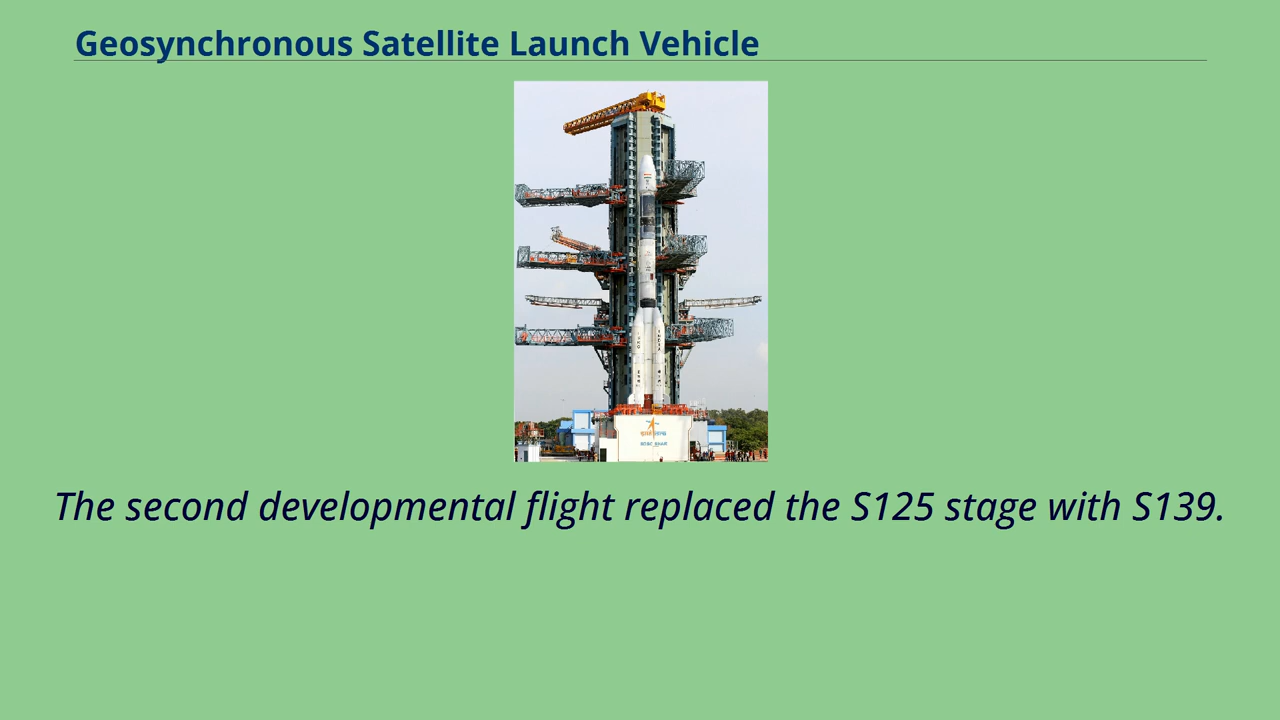 Geosynchronous Satellite Launch Vehicle
The second developmental flight replaced the S125 stage with S139.